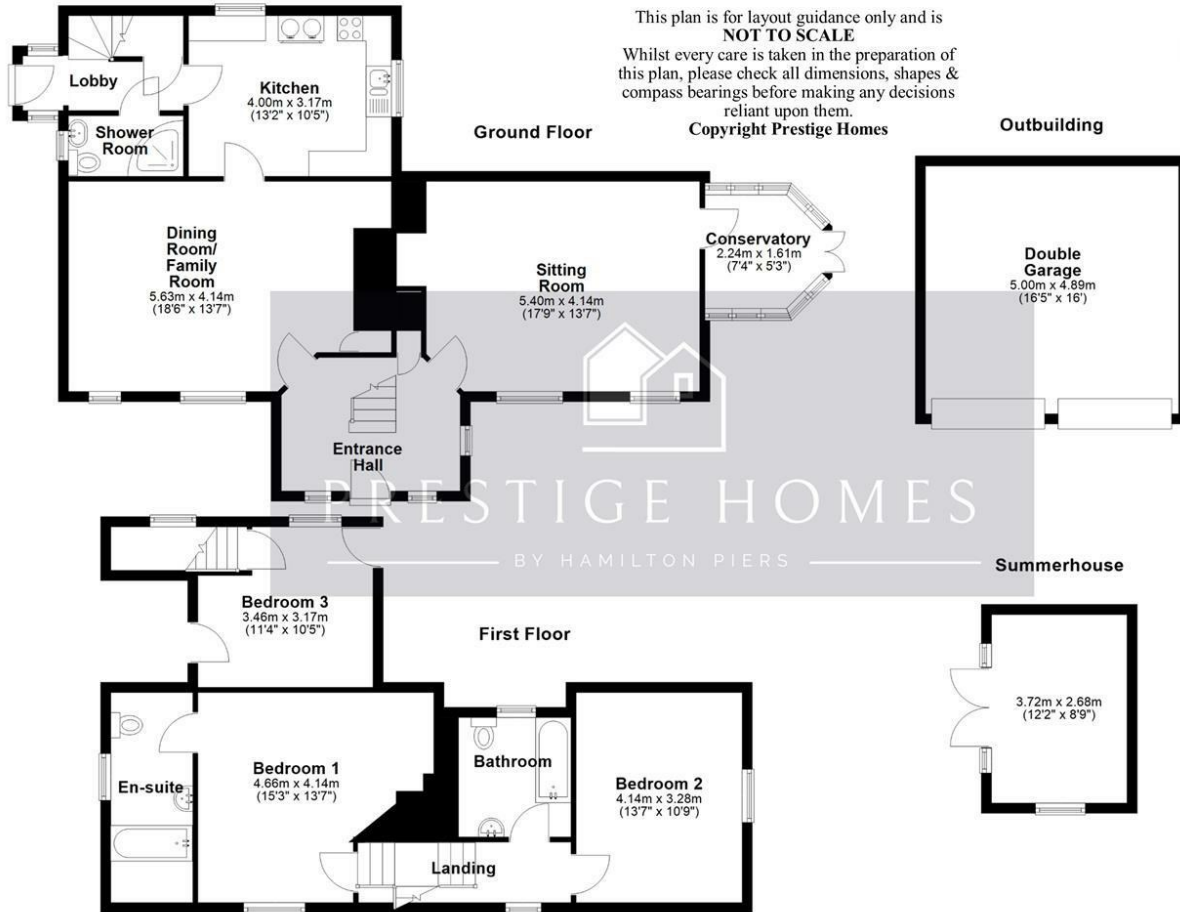 This plan is for layout guidance only and is
NOT TO SCALE
Whilst every care is taken in the preparation of
this plan, please check all dimensions, shapes &
compass bearings before making any decisions
reliant upon them.
Copyright Prestige Homes
Ground Floor
Lobby
Kitchen
4.00m x 3.17m
(13'2" x 10'5")
Shower
Room
Dining
Room/
Family
Room
5.63m x 4.14m
(18'6" x 13'7")
Sitting
Room
5.40m x 4.14m
(17'9" x 13'7")
Conservatory
2.24m x 1.61m
(7'4" x 5'3")
Entrance
Hall
Outbuilding
Double
Garage
5.00m x 4.89m
(16'5" x 16')
PRESTIGE HOMES
BY HAMILTON PIERS
First Floor
Bedroom 3
3.46m x 3.17m
(11'4" x 10'5")
En-suite
Bedroom 1
4.66m x 4.14m
(15'3" x 13'7")
Bathroom
Bedroom 2
4.14m x 3.28m
(13'7" x 10'9")
Landing
Summerhouse
3.72m x 2.68m
(12'2" x 8'9")